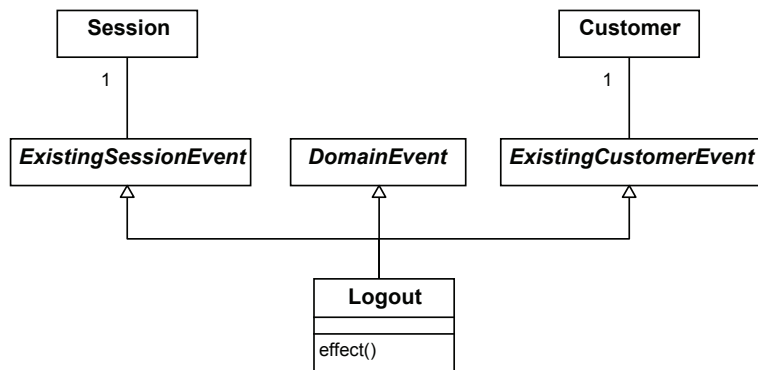 Session
Customer
1
1
ExistingSessionEvent
DomainEvent
ExistingCustomerEvent
Logout
effect()